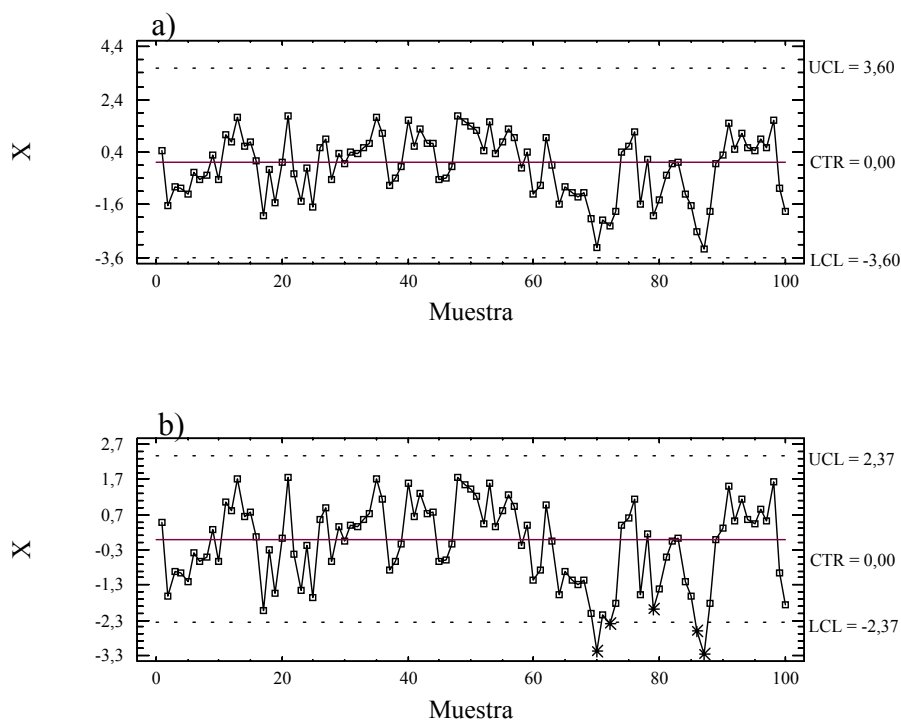 a)
4,4
2,4
0,4
-1,6
-3,6
X
UCL = 3,60
CTR = 0,00
LCL = -3,60
0 20 40 60 80 100
Muestra
b)
2,7
1,7
0,7
-0,3
-1,3
-2,3
-3,3
X
UCL = 2,37
CTR = 0,00
LCL = -2,37
0 20 40 60 80 100
Muestra